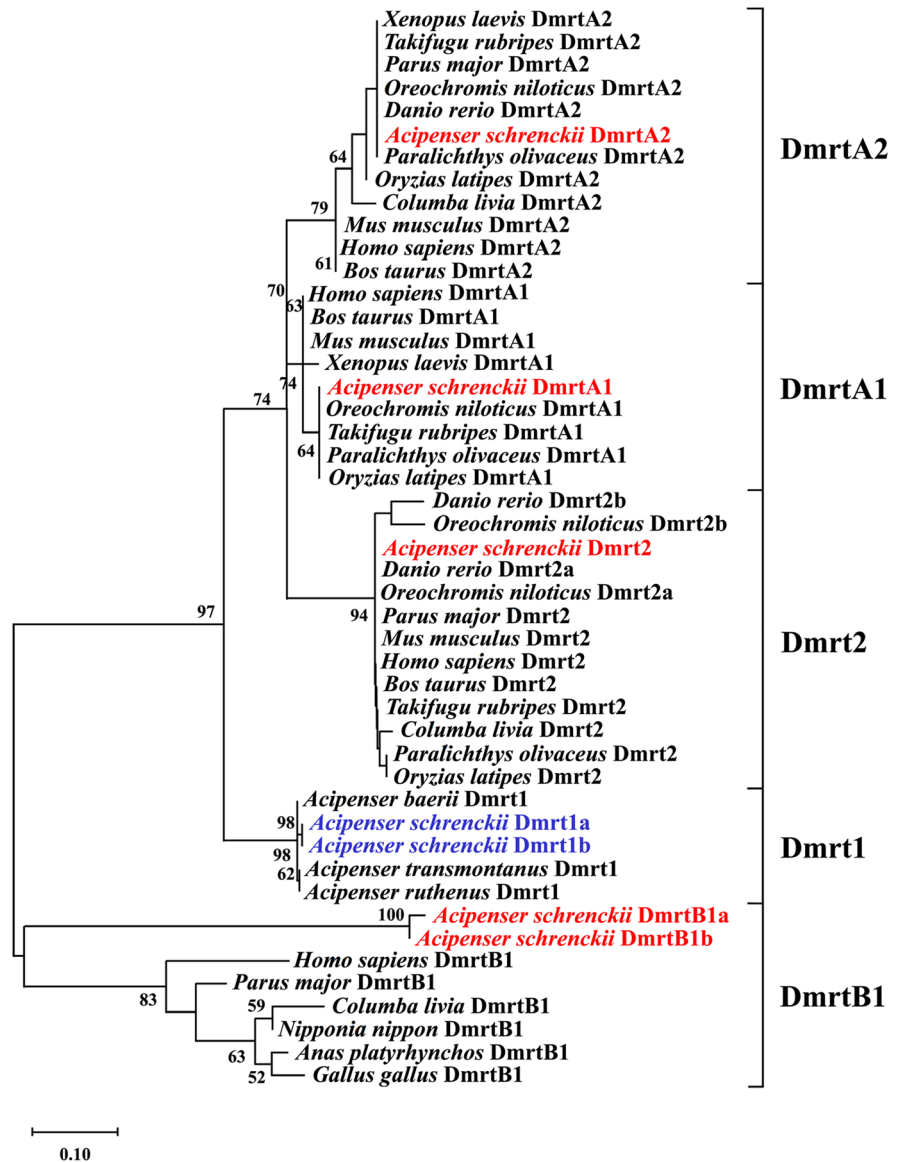 Xenopus laevis DmrtA2
Takifugu rubripes DmrtA2
Parus major DmrtA2
Oreochromis niloticus DmrtA2
Danio rerio DmrtA2
Acipenser schrenckii DmrtA2
Paralichthys olivaceus DmrtA2
Oryzias latipes DmrtA2
Columba livia DmrtA2
Mus musculus DmrtA2
Homo sapiens DmrtA2
Bos taurus DmrtA2
64
79
61
DmrtA2
Homo sapiens DmrtA1
Bos taurus DmrtA1
Mus musculus DmrtA1
Xenopus laevis DmrtA1
Acipenser schrenckii DmrtA1
Oreochromis niloticus DmrtA1
Takifugu rubripes DmrtA1
Paralichthys olivaceus DmrtA1
Oryzias latipes DmrtA1
70
63
74
74
64
DmrtA1
Danio rerio Dmrt2b
Oreochromis niloticus Dmrt2b
Acipenser schrenckii Dmrt2
Danio rerio Dmrt2a
Oreochromis niloticus Dmrt2a
Parus major Dmrt2
Mus musculus Dmrt2
Homo sapiens Dmrt2
Bos taurus Dmrt2
Takifugu rubripes Dmrt2
Columba livia Dmrt2
Paralichthys olivaceus Dmrt2
Oryzias latipes Dmrt2
97
94
Dmrt2
Acipenser baerii Dmrt1
Acipenser schrenckii Dmrt1a
Acipenser schrenckii Dmrt1b
Acipenser transmontanus Dmrt1
Acipenser ruthenus Dmrt1
98
98
62
Dmrt1
Acipenser schrenckii DmrtB1a
Acipenser schrenckii DmrtB1b
Homo sapiens DmrtB1
Parus major DmrtB1
Columba livia DmrtB1
Nipponia nippon DmrtB1
Anas platyrhynchos DmrtB1
Gallus gallus DmrtB1
100
83
59
63
52
DmrtB1
0.10